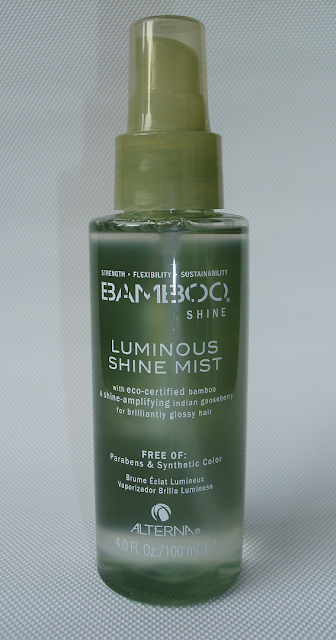 STRENGTH • FLEXIBILITY • SUSTAINABILITY
BAMBOO
SHINE
LUMINOUS
SHINE MIST
with eco-certified bamboo
& shine-amplifying indian gooseberry
for brilliantly glossy hair
FREE OF:
Parabens & Synthetic Color
Brume Éclat Lumineux
Vaporizador Brillo Luminoso
ALTERNA®
4.0 Fl. Oz./100 ml ℮